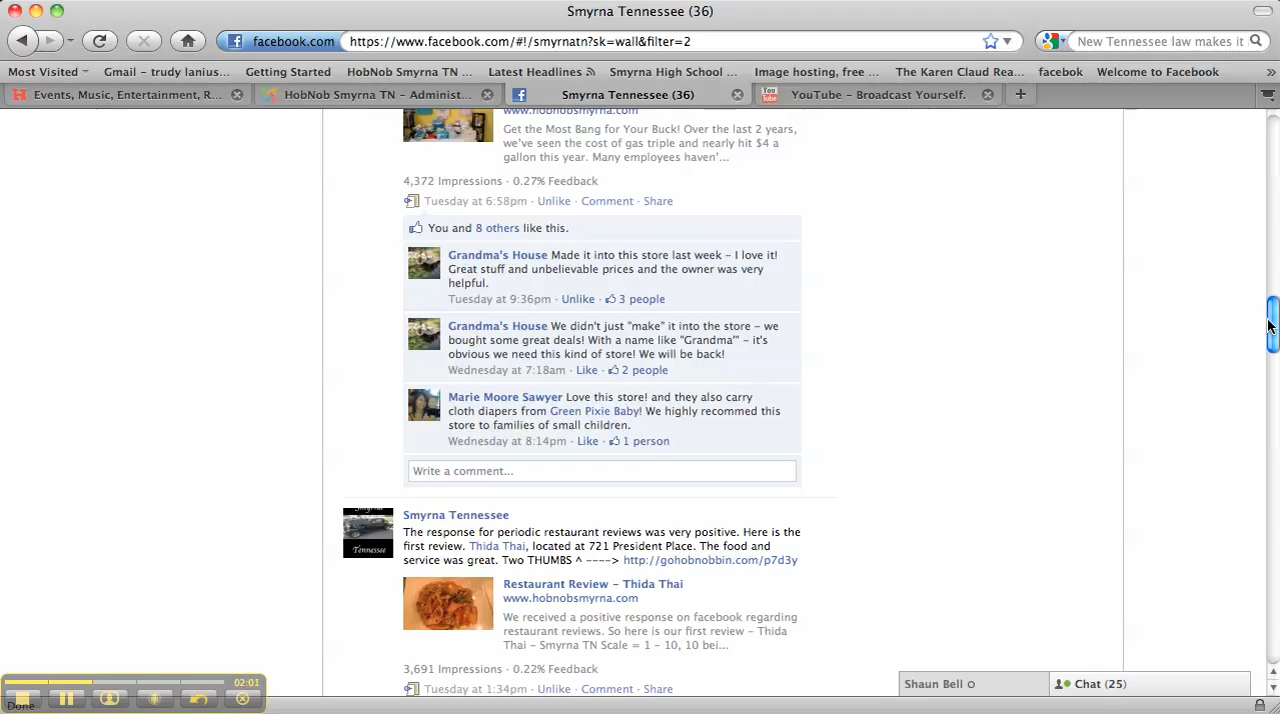 Smyrna Tennessee (36)
facebook.com https://www.facebook.com/#!/smyrnatn?sk=wall&filter=2 New Tennessee law makes it
Most Visited Gmail – trudy lanius... Getting Started HobNob Smyrna TN ... Latest Headlines Smyrna High School ... Image hosting, free ... The Karen Claud Rea... facebok Welcome to Facebook »
Events, Music, Entertainment, R... HobNob Smyrna TN – Administ... Smyrna Tennessee (36) YouTube – Broadcast Yourself. +
www.hobnobsmyrna.com
Get the Most Bang for Your Buck! Over the last 2 years,
we've seen the cost of gas triple and nearly hit $4 a
gallon this year. Many employees haven'...
4,372 Impressions · 0.27% Feedback
Tuesday at 6:58pm · Unlike · Comment · Share
You and 8 others like this.
Grandma's House Made it into this store last week – I love it!
Great stuff and unbelievable prices and the owner was very
helpful.
Tuesday at 9:36pm · Unlike · 3 people
Grandma's House We didn't just "make" it into the store – we
bought some great deals! With a name like "Grandma'" – it's
obvious we need this kind of store! We will be back!
Wednesday at 7:18am · Like · 2 people
Marie Moore Sawyer Love this store! and they also carry
cloth diapers from Green Pixie Baby! We highly recommed this
store to families of small children.
Wednesday at 8:14pm · Like · 1 person
Write a comment...
Smyrna Tennessee
The response for periodic restaurant reviews was very positive. Here is the
first review. Thida Thai, located at 721 President Place. The food and
service was great. Two THUMBS ^ ----> http://gohobnobbin.com/p7d3y
Smyrna
Tennessee
Restaurant Review – Thida Thai
www.hobnobsmyrna.com
We received a positive response on facebook regarding
restaurant reviews. So here is our first review – Thida
Thai – Smyrna TN Scale = 1 – 10, 10 bei...
3,691 Impressions · 0.22% Feedback
Tuesday at 1:34pm · Unlike · Comment · Share
02:01
Done
Shaun Bell
Chat (25)